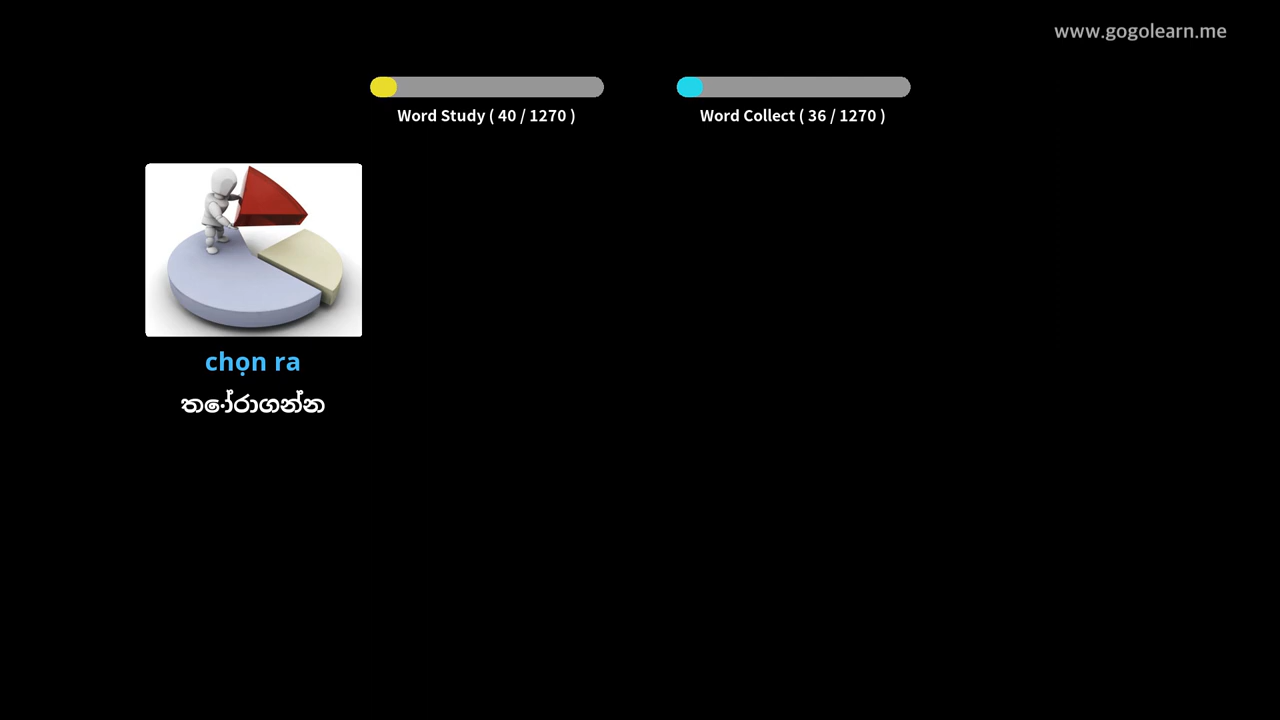 www.gogolearn.me
Word Study ( 40 / 1270 )
Word Collect ( 36 / 1270 )
chọn ra
තෝරාගන්න